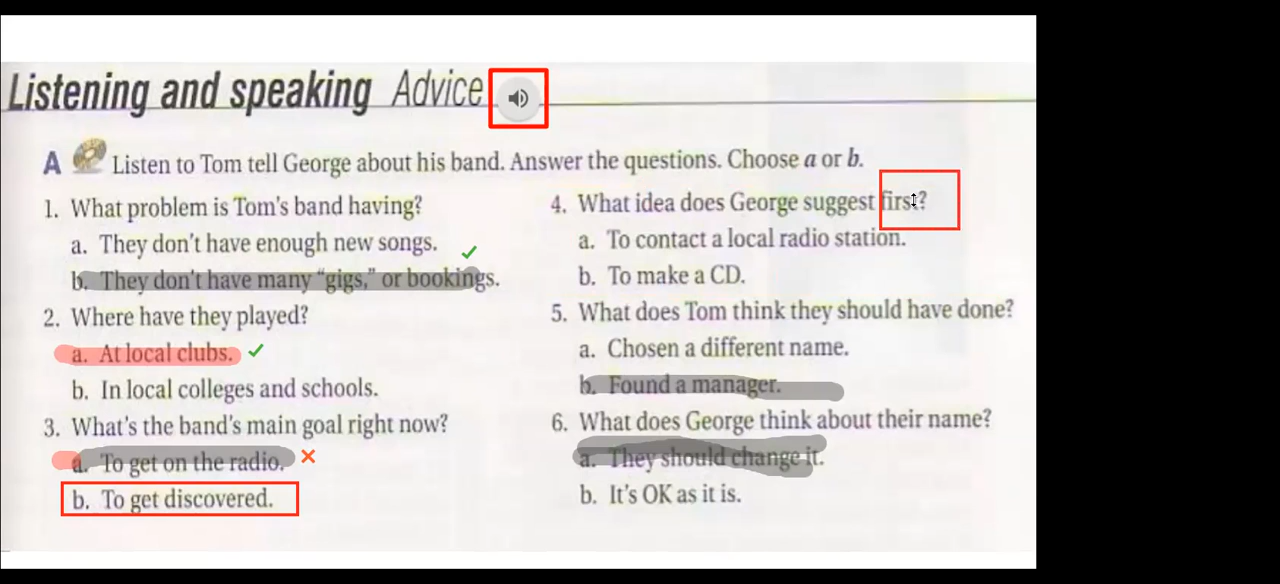 Listening and speaking Advice
A Listen to Tom tell George about his band. Answer the questions. Choose a or b.
1. What problem is Tom's band having?
a. They don't have enough new songs.
b. They don't have many "gigs," or bookings.
2. Where have they played?
a. At local clubs.
b. In local colleges and schools.
3. What's the band's main goal right now?
a. To get on the radio.
b. To get discovered.
4. What idea does George suggest first?
a. To contact a local radio station.
b. To make a CD.
5. What does Tom think they should have done?
a. Chosen a different name.
b. Found a manager.
6. What does George think about their name?
a. They should change it.
b. It's OK as it is.